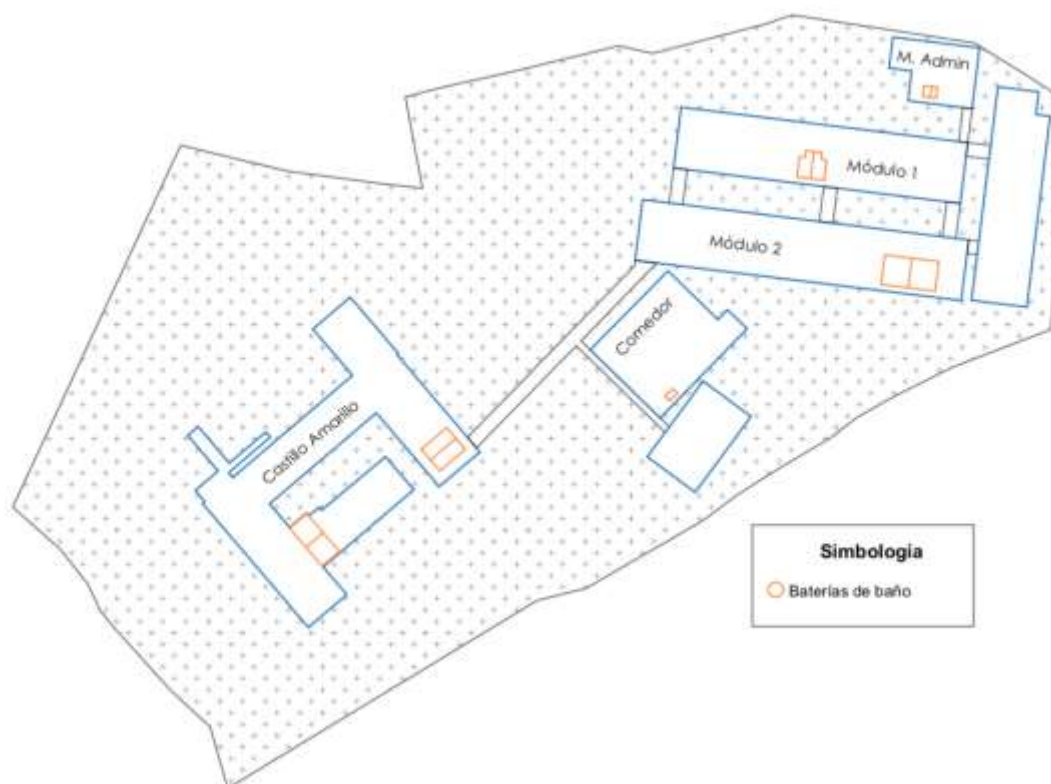 M. Admin
Módulo 1
Módulo 2
Comedor
Castillo Amarillo
Simbología
Baterías de baño